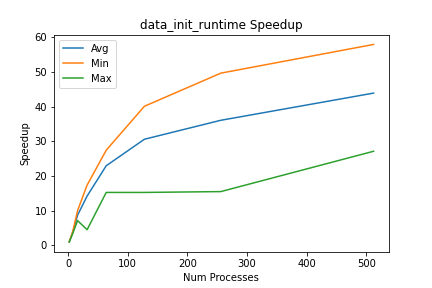 data_init_runtime Speedup
Avg
Min
Max
60
50
40
30
20
10
0
Speedup
0 100 200 300 400 500
Num Processes